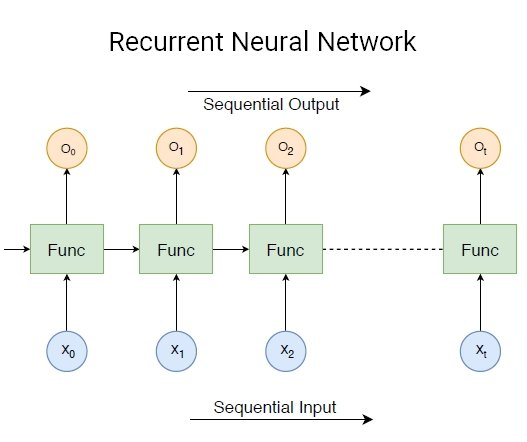 Recurrent Neural Network
Sequential Output
O₀ O₁ O₂ Oₜ
Func Func Func Func
X₀ X₁ X₂ Xₜ
Sequential Input